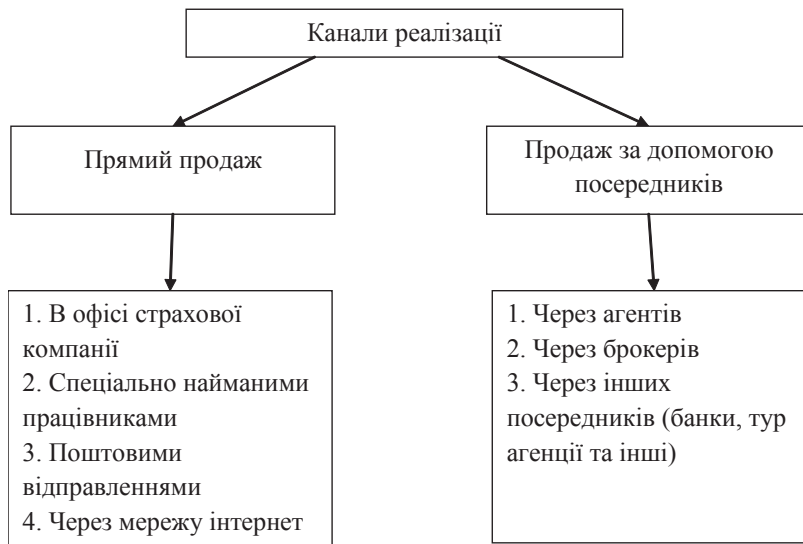 Канали реалізації
Прямий продаж
Продаж за допомогою
посередників
1. В офісі страхової
компанії
2. Спеціально найманими
працівниками
3. Поштовими
відправленнями
4. Через мережу інтернет
1. Через агентів
2. Через брокерів
3. Через інших
посередників (банки, тур
агенції та інші)